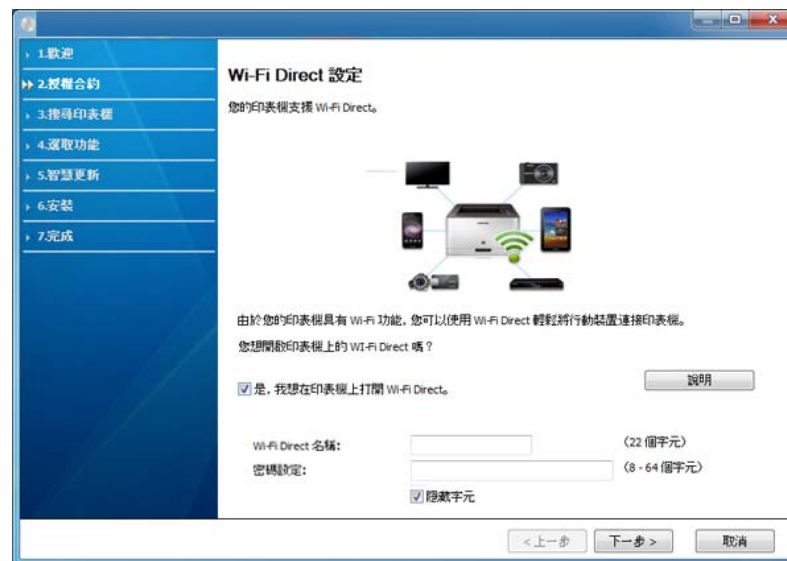 1.歡迎
2.授權合約
3.搜尋印表機
4.選取功能
5.智慧更新
6.安裝
7.完成
Wi-Fi Direct 設定
您的印表機支援 Wi-Fi Direct。
由於您的印表機具有 Wi-Fi 功能, 您可以使用 Wi-Fi Direct 輕鬆將行動裝置連接印表機。
您想開啟印表機上的 WI-Fi Direct 嗎？
是, 我想在印表機上打開 Wi-Fi Direct。
說明
Wi-Fi Direct 名稱: (22 個字元)
密碼設定: (8 - 64 個字元)
隱藏字元
<上一步 下一步 > 取消